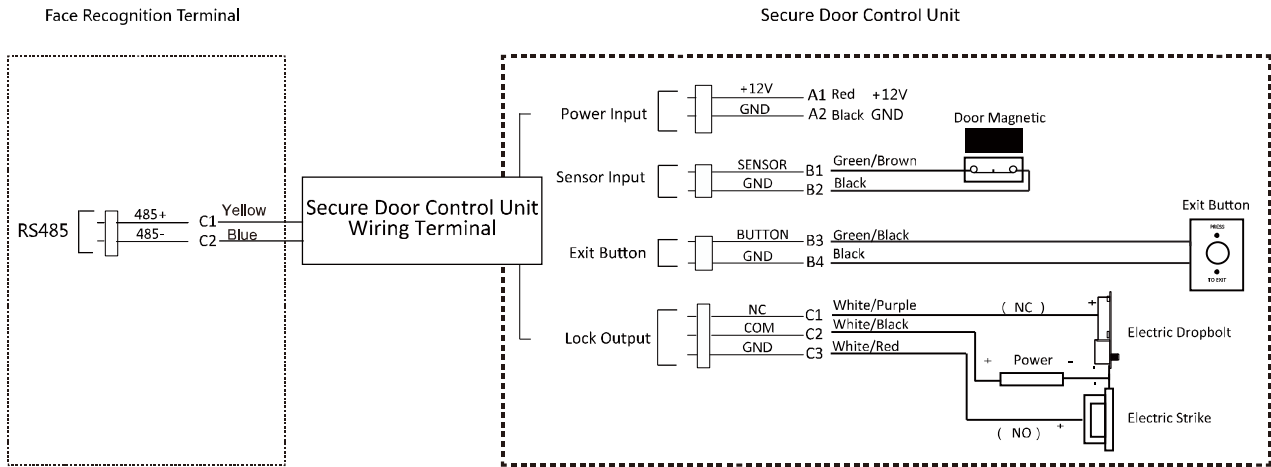 Face Recognition Terminal
Secure Door Control Unit
RS485
485+ C1 Yellow
485- C2 Blue
Secure Door Control Unit
Wiring Terminal
Power Input
+12V A1 Red +12V
GND A2 Black GND
Door Magnetic
Sensor Input
SENSOR B1 Green/Brown
GND B2 Black
Exit Button
Exit Button
BUTTON B3 Green/Black
GND B4 Black
PRESS
TO EXIT
Lock Output
NC C1 White/Purple ( NC ) +
COM C2 White/Black
GND C3 White/Red
Electric Dropbolt
+ Power -
-
Electric Strike
( NO ) +